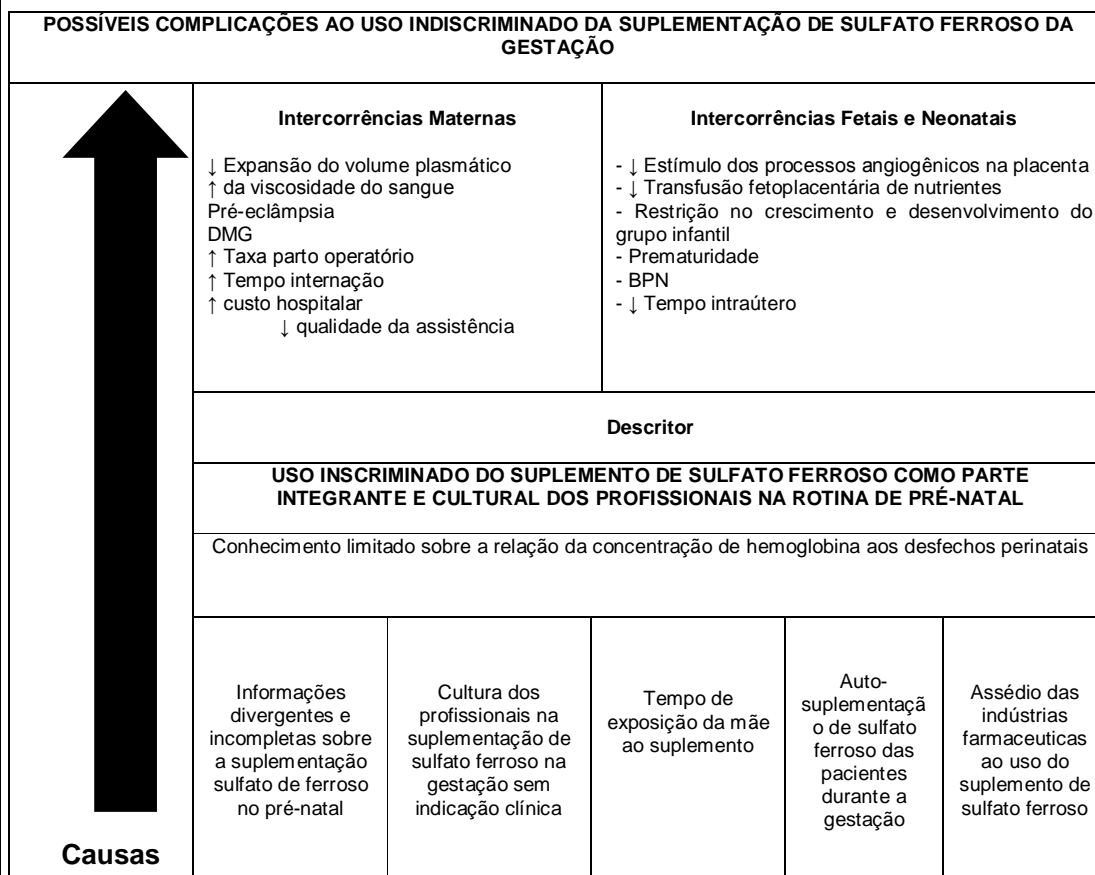 POSSÍVEIS COMPLICAÇÕES AO USO INDISCRIMINADO DA SUPLEMENTAÇÃO DE SULFATO FERROSO DA
GESTAÇÃO
Intercorrências Maternas
↓ Expansão do volume plasmático
↑ da viscosidade do sangue
Pré-eclâmpsia
DMG
↑ Taxa parto operatório
↑ Tempo internação
↑ custo hospitalar
↓ qualidade da assistência
Intercorrências Fetais e Neonatais
- ↓ Estímulo dos processos angiogênicos na placenta
- ↓ Transfusão fetoplacentária de nutrientes
- Restrição no crescimento e desenvolvimento do
grupo infantil
- Prematuridade
- BPN
- ↓ Tempo intraútero
Descritor
USO INSCRIMINADO DO SUPLEMENTO DE SULFATO FERROSO COMO PARTE
INTEGRANTE E CULTURAL DOS PROFISSIONAIS NA ROTINA DE PRÉ-NATAL
Conhecimento limitado sobre a relação da concentração de hemoglobina aos desfechos perinatais
Informações
divergentes e
incompletas sobre
a suplementação
sulfato de ferroso
no pré-natal
Cultura dos
profissionais na
suplementação de
sulfato ferroso na
gestação sem
indicação clínica
Tempo de
exposição da mãe
ao suplemento
Auto-
suplementaçã
o de sulfato
ferroso das
pacientes
durante a
gestação
Assédio das
indústrias
farmaceuticas
ao uso do
suplemento de
sulfato ferroso
Causas